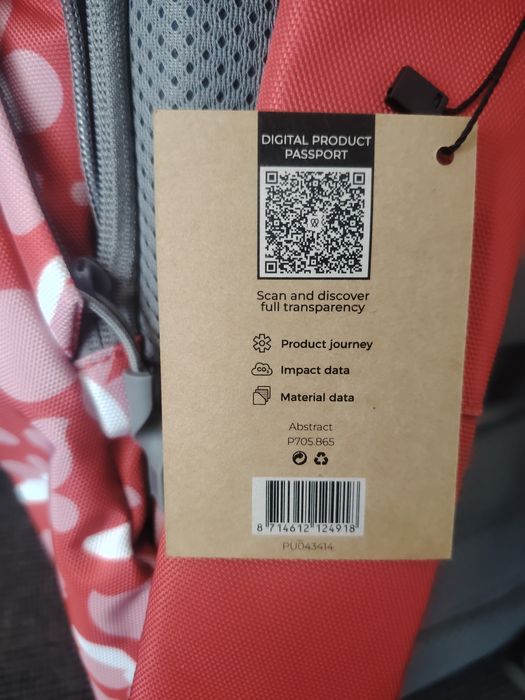 DIGITAL PRODUCT
PASSPORT
Scan and discover
full transparency
Product journey
CO₂
Impact data
Material data
Abstract
P705.865
8 714612 124918
PU043414